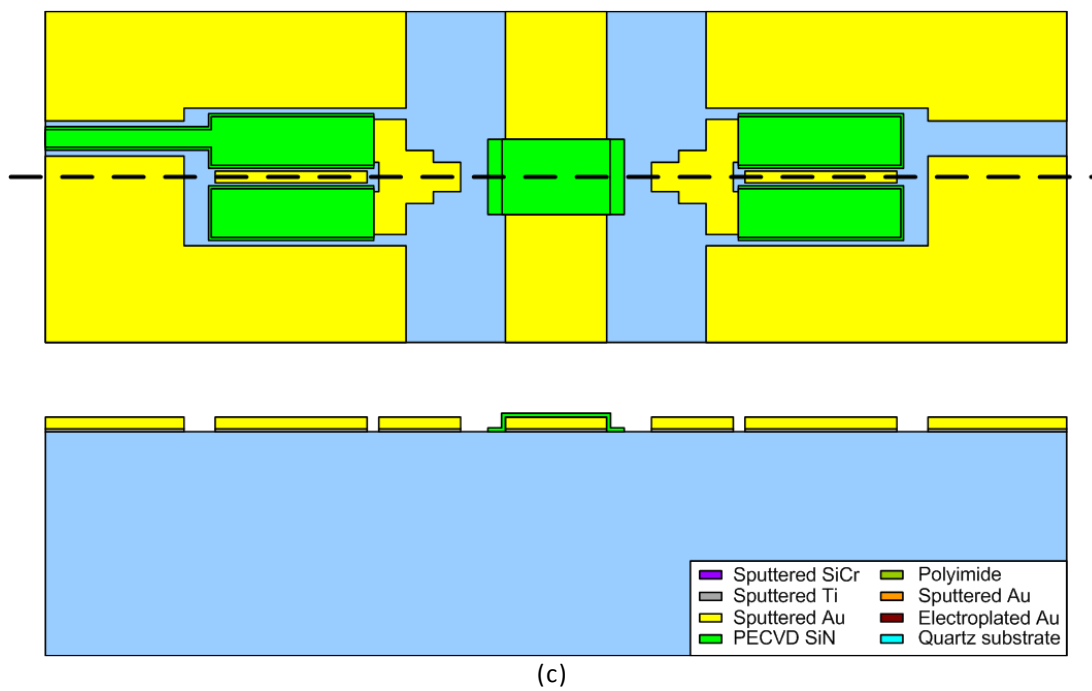 Sputtered SiCr
Sputtered Ti
Sputtered Au
PECVD SiN
Polyimide
Sputtered Au
Electroplated Au
Quartz substrate
(c)